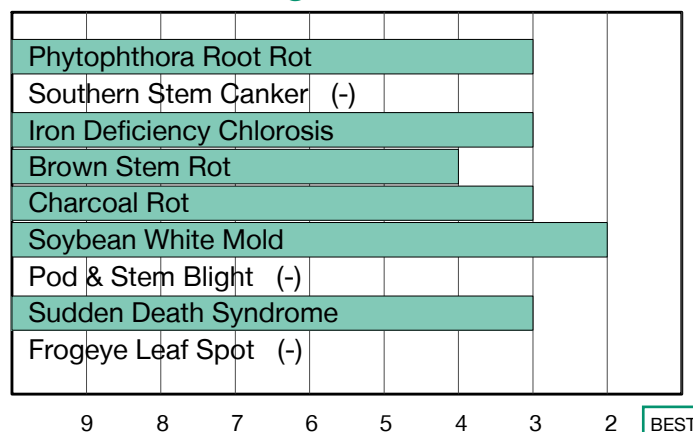 Phytophthora Root Rot
Southern Stem Canker (-)
Iron Deficiency Chlorosis
Brown Stem Rot
Charcoal Rot
Soybean White Mold
Pod & Stem Blight (-)
Sudden Death Syndrome
Frogeye Leaf Spot (-)
9 8 7 6 5 4 3 2 BEST